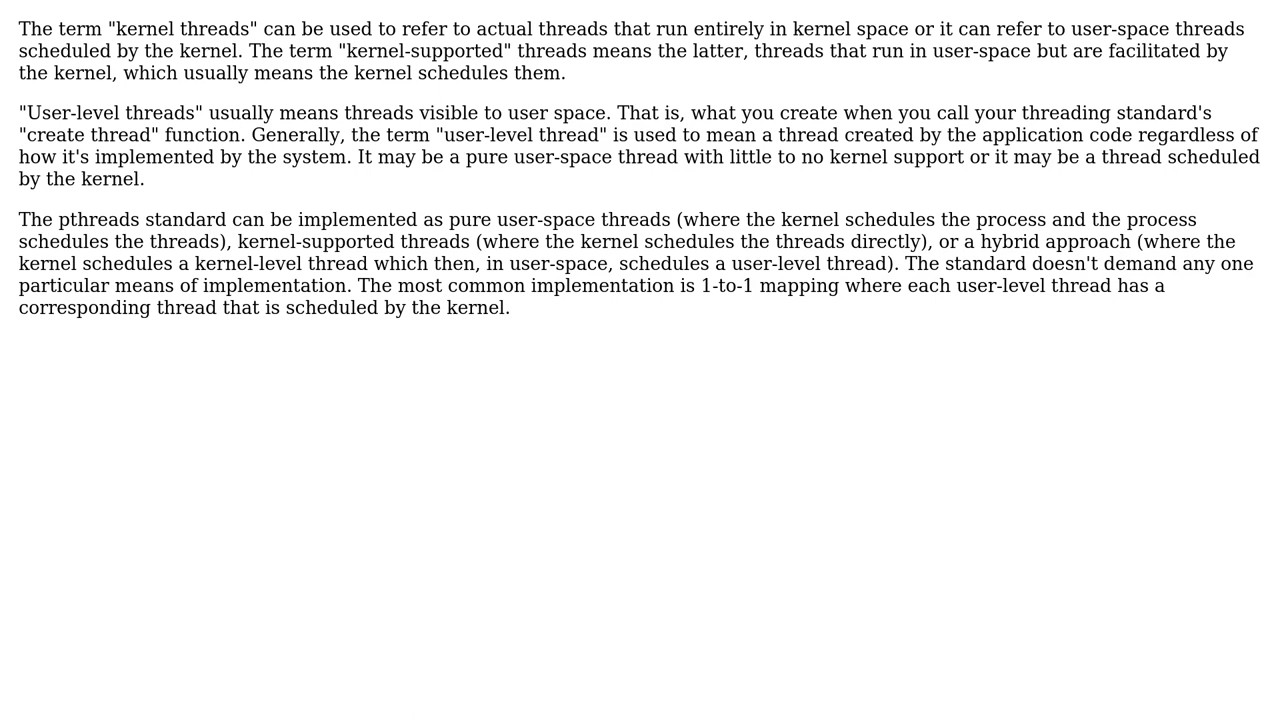 The term "kernel threads" can be used to refer to actual threads that run entirely in kernel space or it can refer to user-space threads
scheduled by the kernel. The term "kernel-supported" threads means the latter, threads that run in user-space but are facilitated by
the kernel, which usually means the kernel schedules them.
"User-level threads" usually means threads visible to user space. That is, what you create when you call your threading standard's
"create thread" function. Generally, the term "user-level thread" is used to mean a thread created by the application code regardless of
how it's implemented by the system. It may be a pure user-space thread with little to no kernel support or it may be a thread scheduled
by the kernel.
The pthreads standard can be implemented as pure user-space threads (where the kernel schedules the process and the process
schedules the threads), kernel-supported threads (where the kernel schedules the threads directly), or a hybrid approach (where the
kernel schedules a kernel-level thread which then, in user-space, schedules a user-level thread). The standard doesn't demand any one
particular means of implementation. The most common implementation is 1-to-1 mapping where each user-level thread has a
corresponding thread that is scheduled by the kernel.